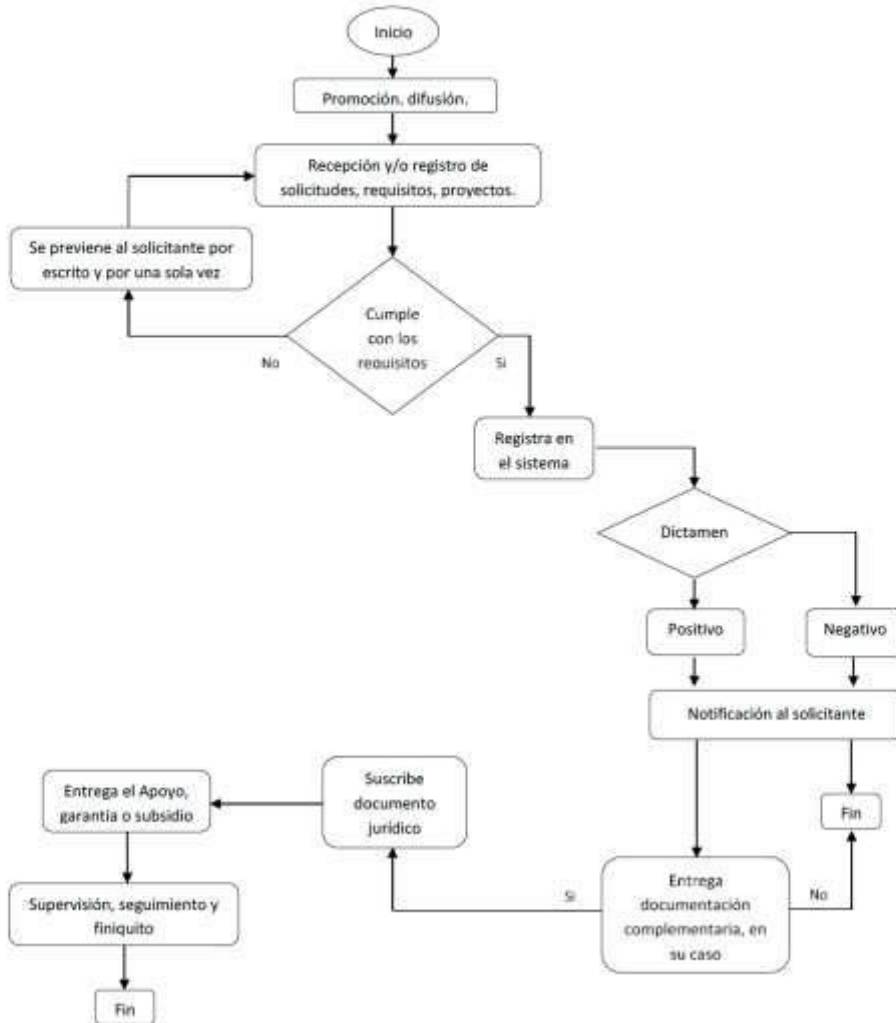 Inicio
Promoción, difusión,
Recepción y/o registro de
solicitudes, requisitos, proyectos.
Se previene al solicitante por
escrito y por una sola vez
Cumple
con los
requisitos
No
Si
Registra en
el sistema
Dictamen
Positivo
Negativo
Notificación al solicitante
Suscribe
documento
jurídico
Entrega el Apoyo,
garantía o subsidio
Fin
Entrega
documentación
complementaria, en
su caso
Si
No
Supervisión, seguimiento y
finiquito
Fin